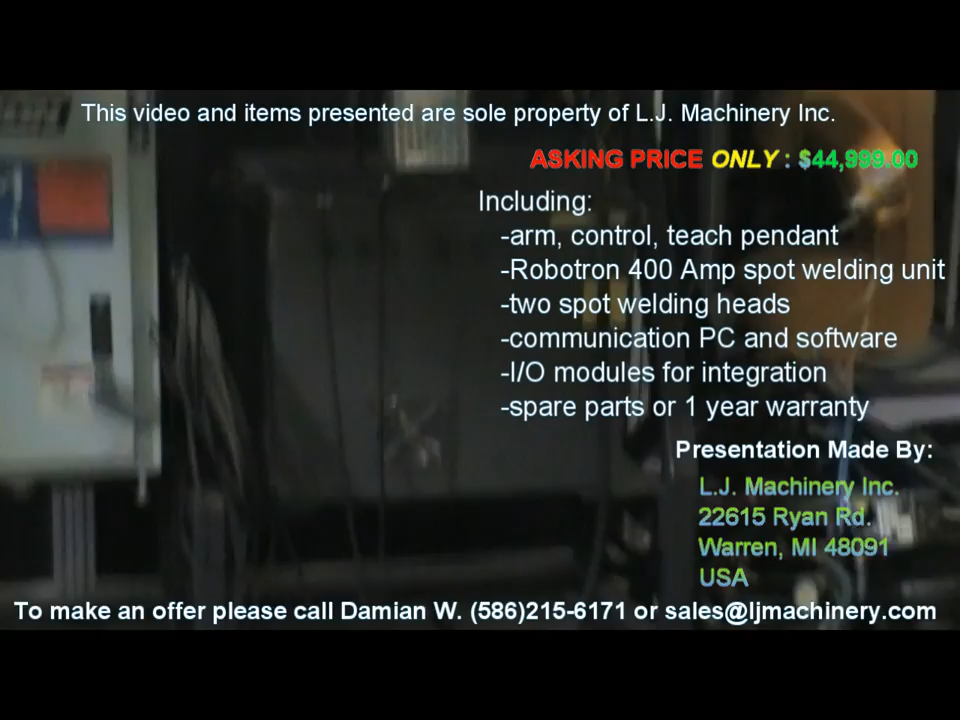 This video and items presented are sole property of L.J. Machinery Inc.
ASKING PRICE ONLY : $44,999.00
Including:
-arm, control, teach pendant
-Robotron 400 Amp spot welding unit
-two spot welding heads
-communication PC and software
-I/O modules for integration
-spare parts or 1 year warranty
Presentation Made By:
L.J. Machinery Inc.
22615 Ryan Rd.
Warren, MI 48091
USA
To make an offer please call Damian W. (586)215-6171 or sales@ljmachinery.com